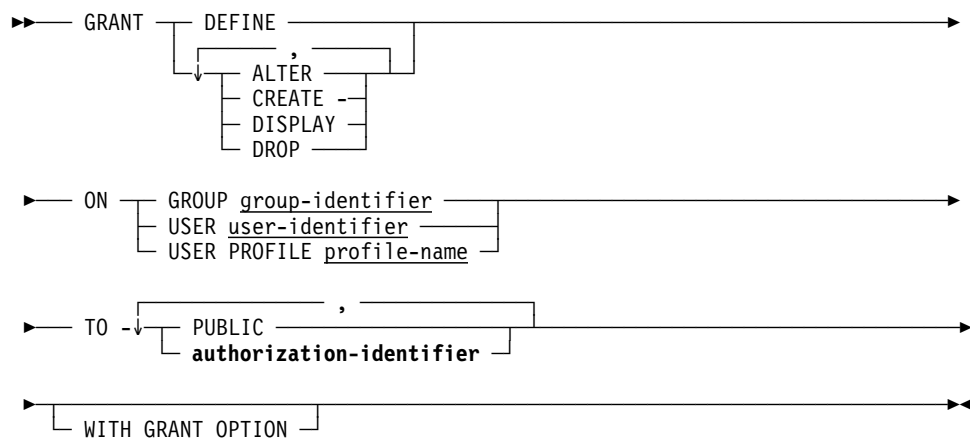 GRANT DEFINE
,
ALTER
CREATE -
DISPLAY
DROP
ON GROUP group-identifier
USER user-identifier
USER PROFILE profile-name
,
TO - PUBLIC
authorization-identifier
WITH GRANT OPTION